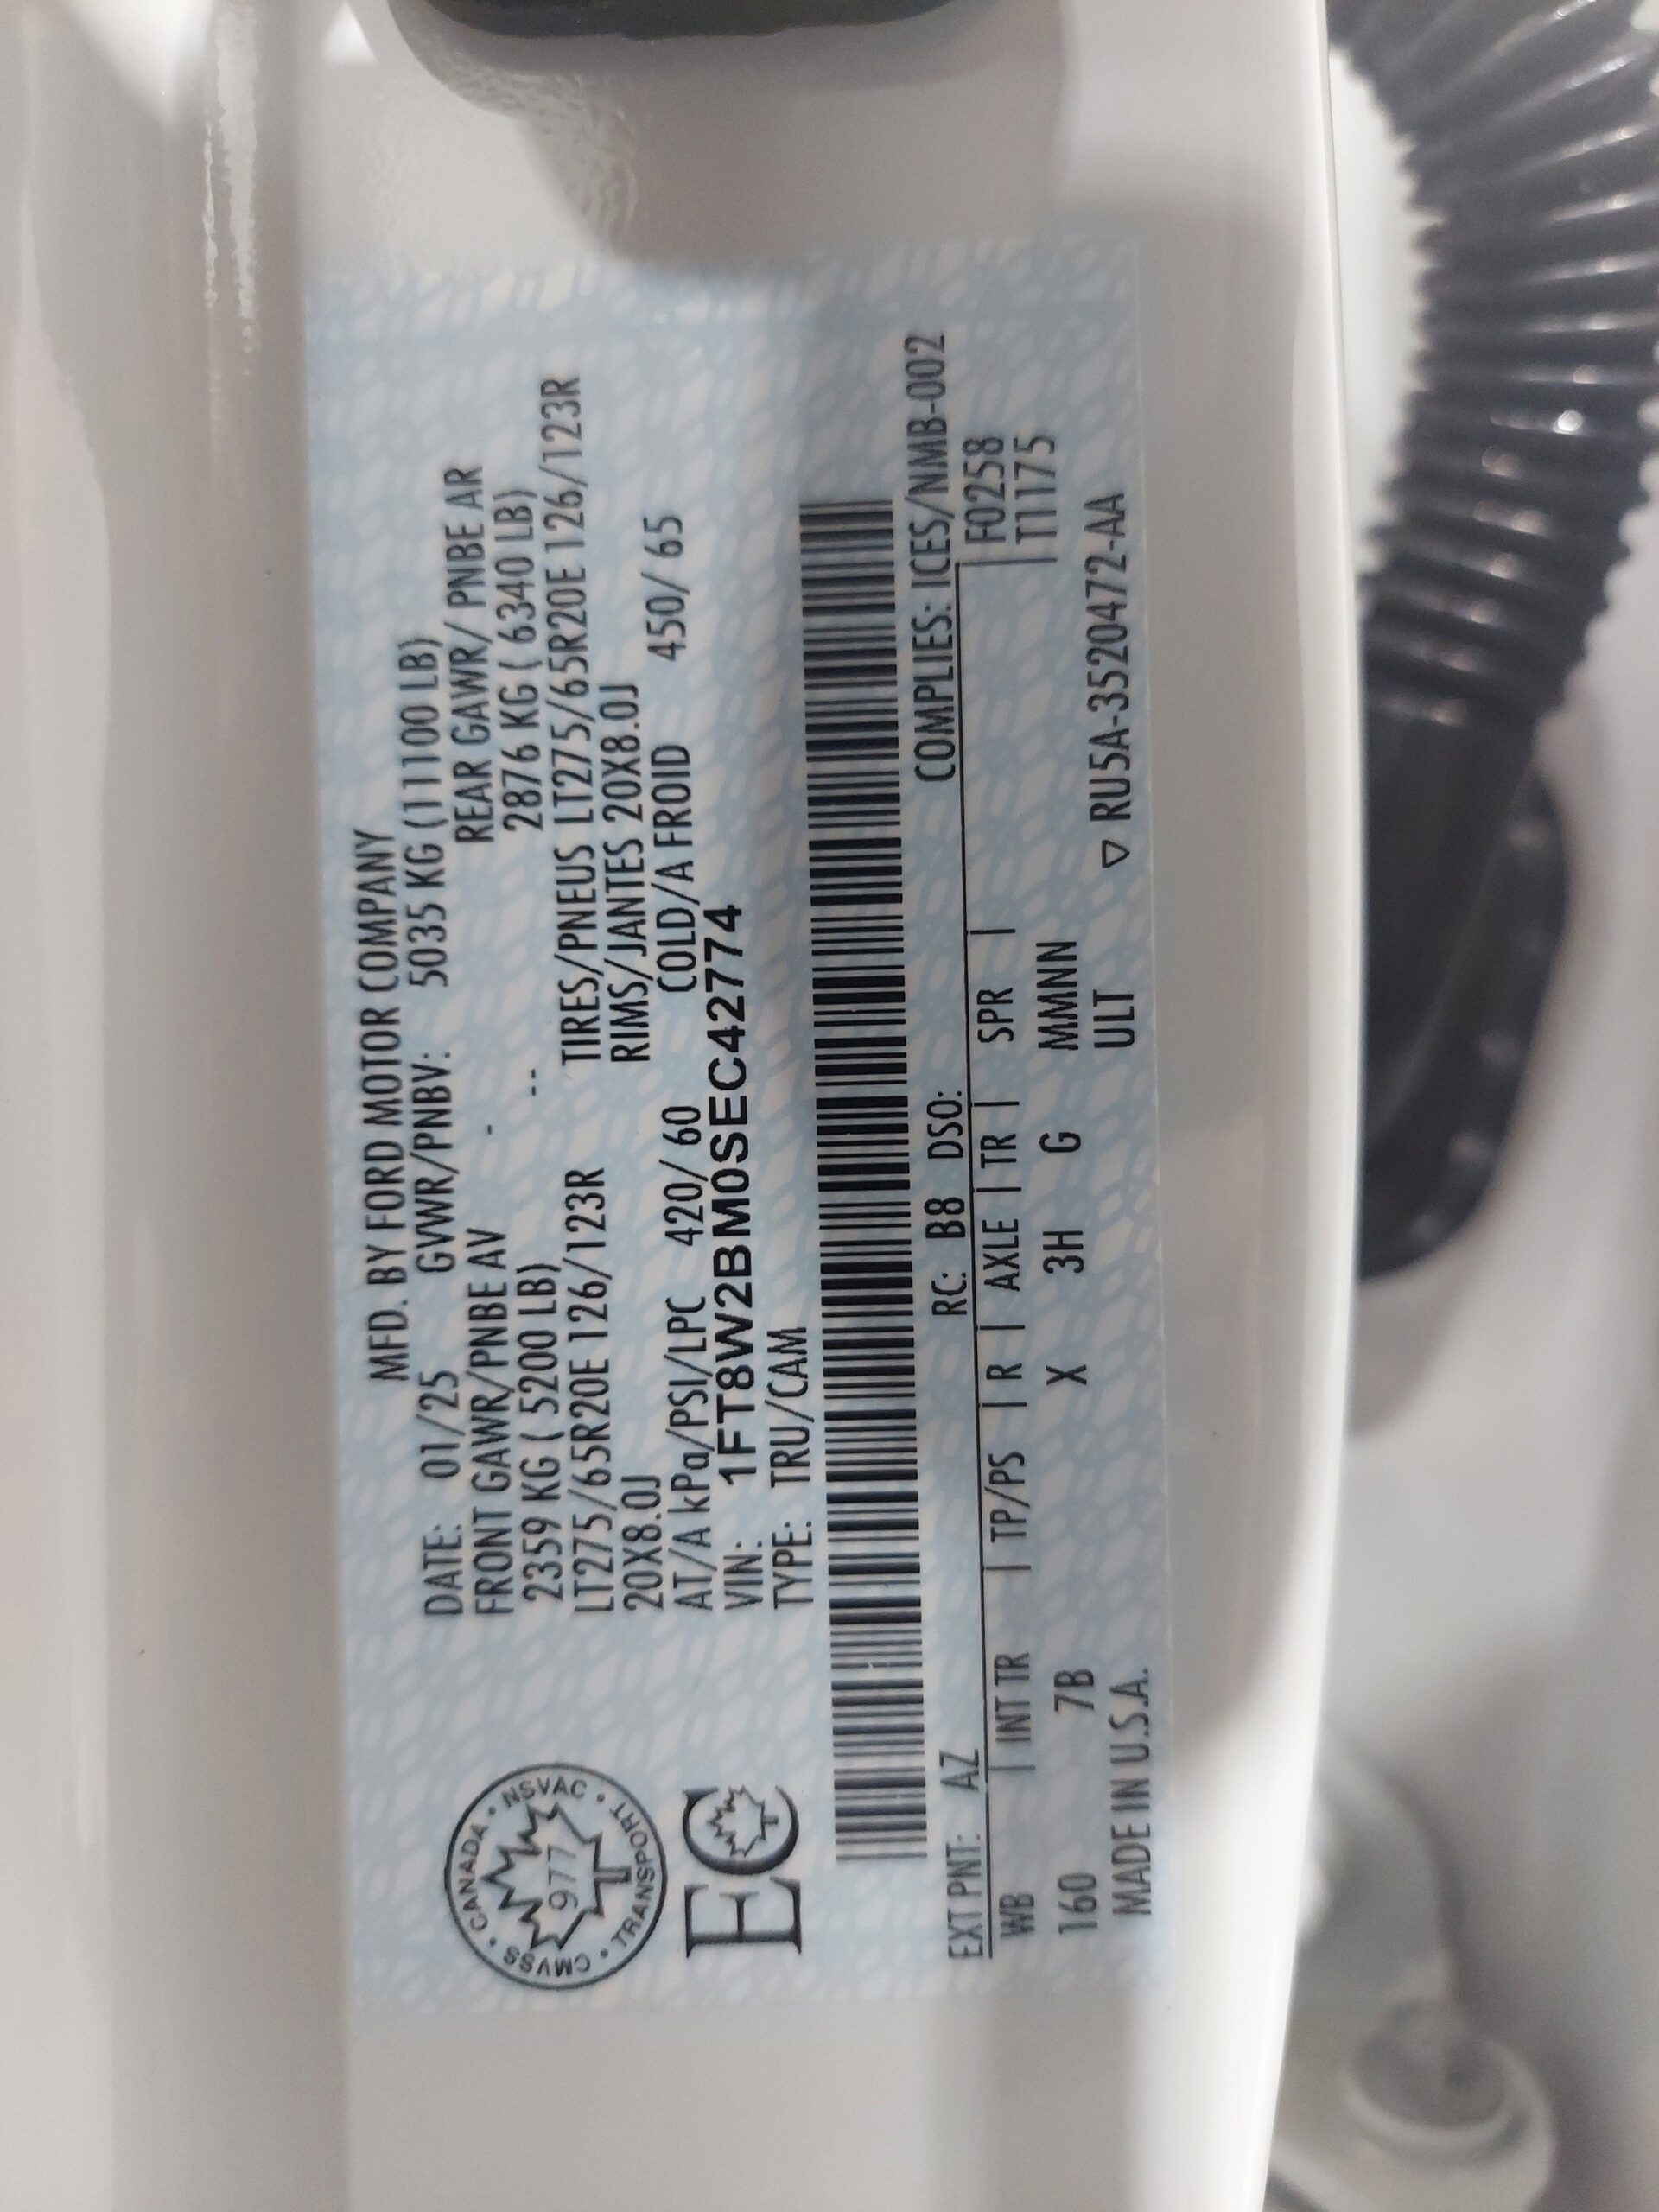 MFD. BY FORD MOTOR COMPANY
DATE: 01/25 GVWR/PNBV: 5035 KG (11100 LB)
FRONT GAWR/PNBE AV - REAR GAWR/ PNBE AR
2359 KG ( 5200 LB) -- 2876 KG ( 6340 LB)
LT275/65R20E 126/123R TIRES/PNEUS LT275/65R20E 126/123R
20X8.0J RIMS/JANTES 20X8.0J
AT/A kPa/PSI/LPC 420/ 60 COLD/A FROID 450/ 65
VIN: 1FT8W2BM0SEC42774
TYPE: TRU/CAM
CANADA • NSVAC • TRANSPORT • CMVSS •
977
EC
COMPLIES: ICES/NMB-002
EXT PNT: AZ RC: B8 DSO: F0258
WB | INT TR | TP/PS | R | AXLE | TR | SPR | T1175
160 7B X 3H G MMNN
MADE IN U.S.A. ULT ▽ RU5A-3520472-AA